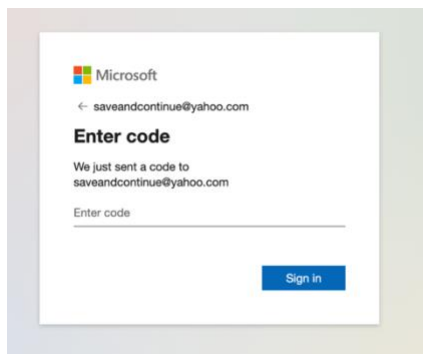 Microsoft
← saveandcontinue@yahoo.com
Enter code
We just sent a code to
saveandcontinue@yahoo.com
Enter code
Sign in